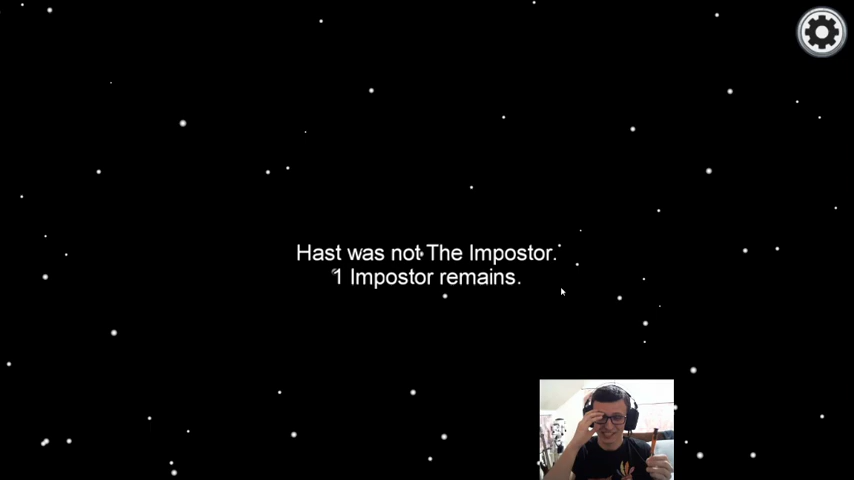 Hast was not The Impostor.
1 Impostor remains.